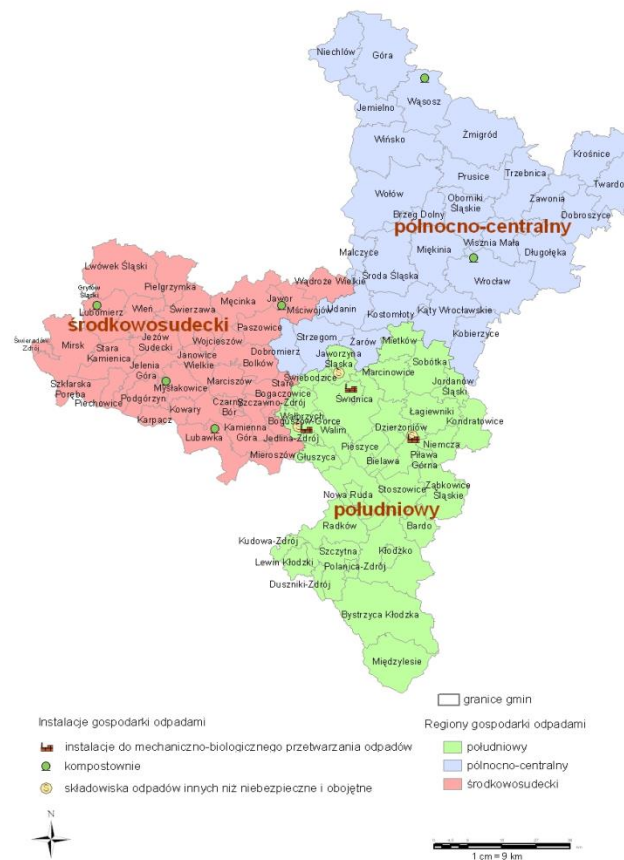 Niechlów
Góra
Jemielno
Wąsosz
Wińsko
Żmigród
Krośnice
Prusice
Trzebnica
Twardo
Wołów
Oborniki
Śląskie
Zawonia
Brzeg Dolny
Dobroszyce
północno-centralny
Malczyce
Miękinia
Wisznia Mała
Długołęka
Środa Śląska
Wrocław
Lwówek Śląski
Pielgrzymka
Wądroże Wielkie
Gryfów
Śląski
Lubomierz
Wleń
Świerzawa
Męcinka
Jawor
Mściwojów
Udanin
Kostomłoty
Kąty Wrocławskie
Kobierzyce
środkowosudecki
Paszowice
Strzegom
Żarów
Mietków
Świeradów
Zdrój
Mirsk
Stara
Kamienica
Jeżów
Sudecki
Wojcieszów
Janowice
Wielkie
Dobromierz
Bolków
Jaworzyna
Śląska
Marcinowice
Sobótka
Jelenia
Góra
Mysłakowice
Marciszów
Stare
Bogaczowice
Świebodzice
Świdnica
Jordanów
Śląski
Szklarska
Poręba
Piechowice
Podgórzyn
Kowary
Karpacz
Czarny
Bór
Szczawno-Zdrój
Łagiewniki
Kondratowice
Wałbrzych
Boguszów-Gorce
Walim
Dzierżoniów
Lubawka
Kamienna
Góra
Jedlina-Zdrój
Mieroszów
Głuszyca
Pieszyce
Bielawa
Niemcza
Piława
Górna
Ząbkowice
Śląskie
Nowa Ruda
Stoszowice
południowy
Radków
Bardo
Kudowa-Zdrój
Szczytna
Kłodzko
Lewin Kłodzki
Polanica-Zdrój
Duszniki-Zdrój
Bystrzyca Kłodzka
Międzylesie
granice gmin
Instalacje gospodarki odpadami
Regiony gospodarki odpadami
instalacje do mechaniczno-biologicznego przetwarzania odpadów
południowy
kompostownie
północno-centralny
składowiska odpadów innych niż niebezpieczne i obojętne
środkowosudecki
N
1 cm = 9 km